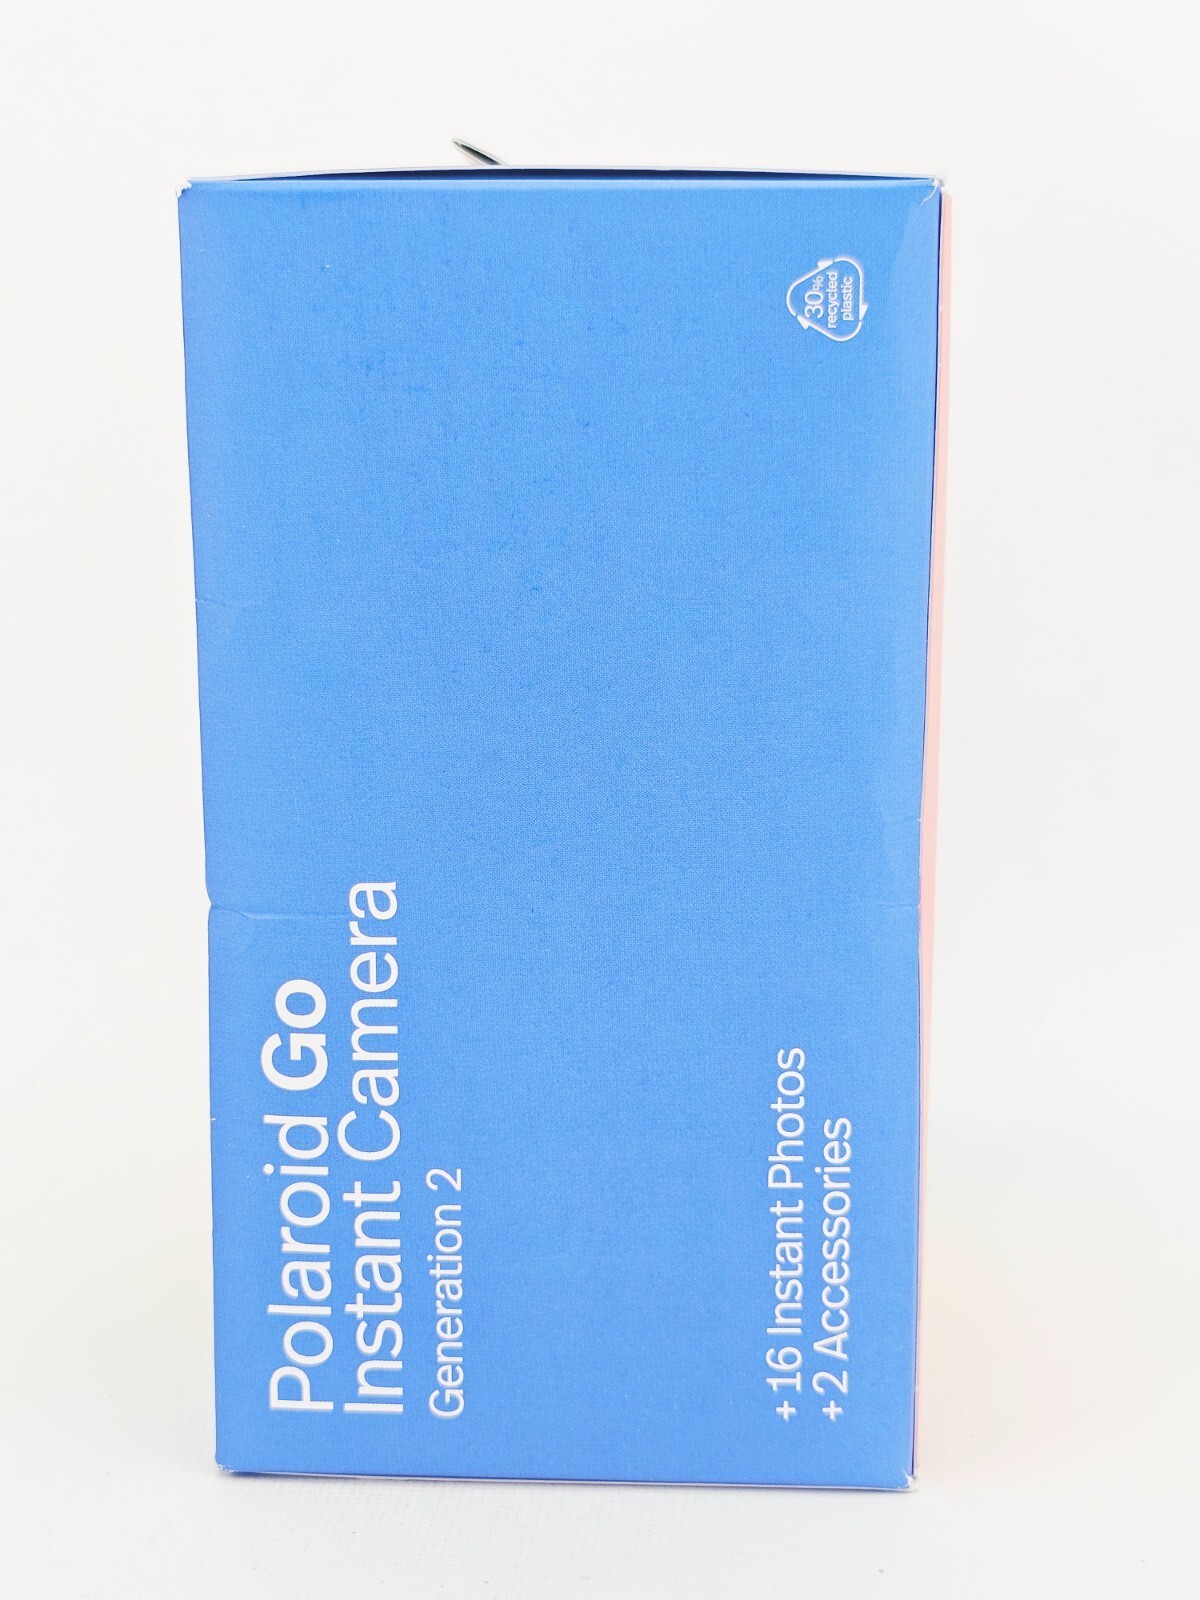 Polaroid Go
Instant Camera
Generation 2
+ 16 Instant Photos
+ 2 Accessories
30%
recycled
plastic